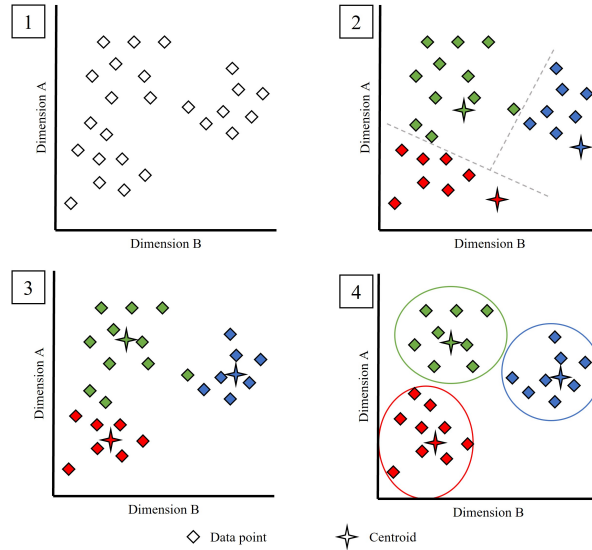 1
Dimension A
Dimension B
2
Dimension A
Dimension B
3
Dimension A
Dimension B
4
Dimension A
Dimension B
Data point
Centroid